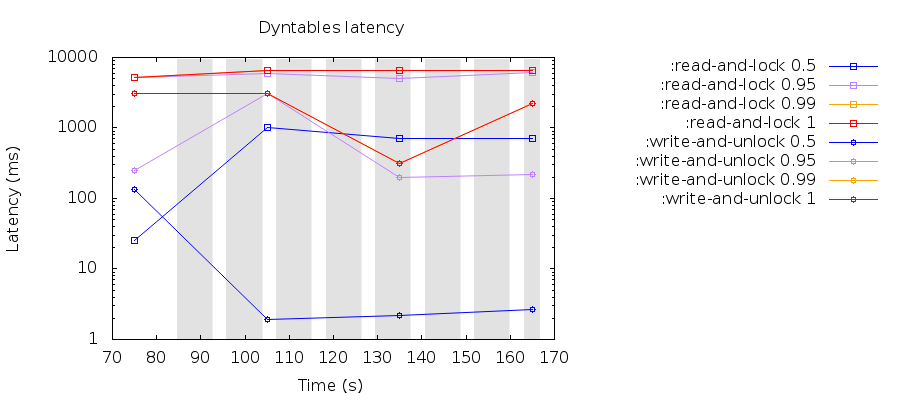 Dyntables latency
10000
1000
100
10
1
Latency (ms)
70 80 90 100 110 120 130 140 150 160 170
Time (s)
:read-and-lock 0.5
:read-and-lock 0.95
:read-and-lock 0.99
:read-and-lock 1
:write-and-unlock 0.5
:write-and-unlock 0.95
:write-and-unlock 0.99
:write-and-unlock 1